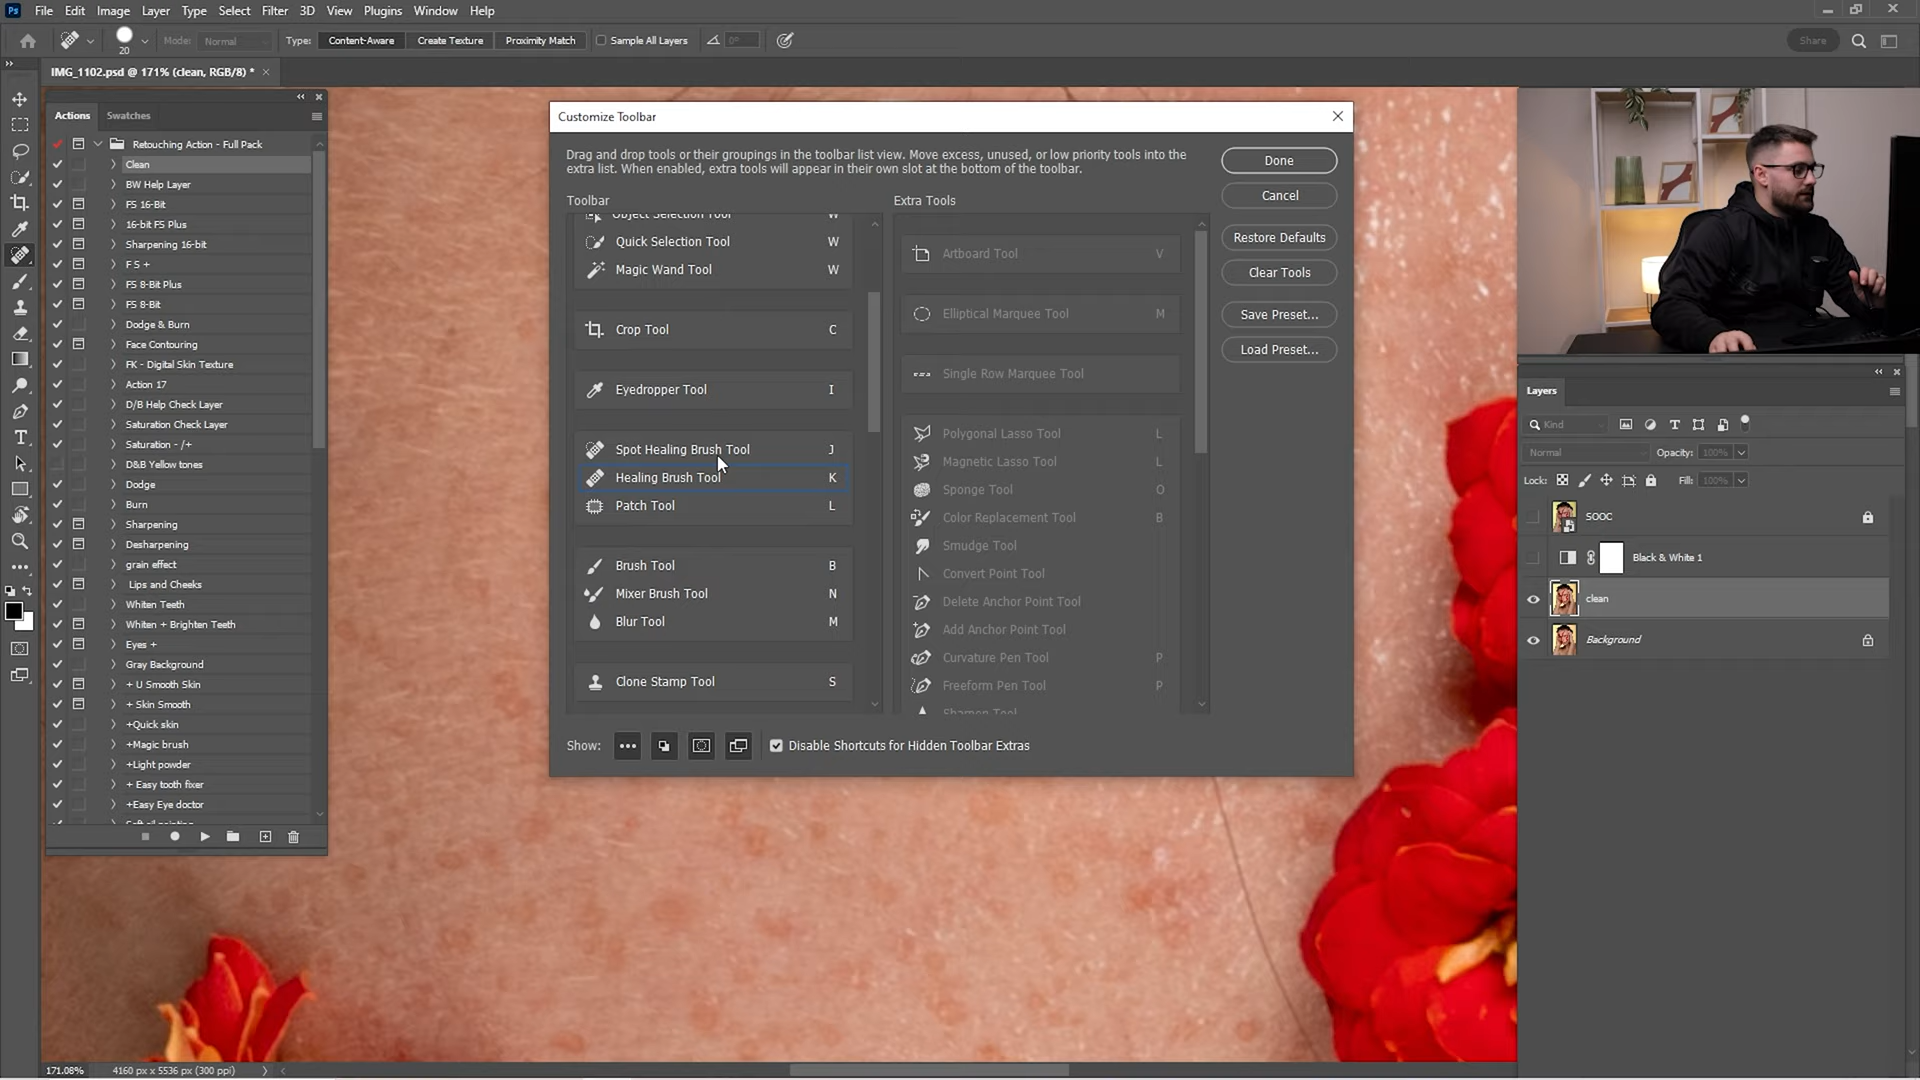 Ps File Edit Image Layer Type Select Filter 3D View Plugins Window Help
20 Mode: Normal Type: Content-Aware Create Texture Proximity Match Sample All Layers 0° Share
IMG_1102.psd @ 171% (clean, RGB/8) *
Actions Swatches
Retouching Action - Full Pack
Clean
BW Help Layer
FS 16-Bit
16-bit FS Plus
Sharpening 16-bit
F S +
FS 8-Bit Plus
FS 8-Bit
Dodge & Burn
Face Contouring
FK - Digital Skin Texture
Action 17
D/B Help Check Layer
Saturation Check Layer
Saturation - /+
D&B Yellow tones
Dodge
Burn
Sharpening
Desharpening
grain effect
Lips and Cheeks
Whiten Teeth
Whiten + Brighten Teeth
Eyes +
Gray Background
+ U Smooth Skin
+ Skin Smooth
+Quick skin
+Magic brush
+Light powder
+ Easy tooth fixer
+Easy Eye doctor
Customize Toolbar
Drag and drop tools or their groupings in the toolbar list view. Move excess, unused, or low priority tools into the
extra list. When enabled, extra tools will appear in their own slot at the bottom of the toolbar.
Toolbar
Object Selection Tool W
Quick Selection Tool W
Magic Wand Tool W
Crop Tool C
Eyedropper Tool I
Spot Healing Brush Tool J
Healing Brush Tool K
Patch Tool L
Brush Tool B
Mixer Brush Tool N
Blur Tool M
Clone Stamp Tool S
Extra Tools
Artboard Tool V
Elliptical Marquee Tool M
Single Row Marquee Tool
Polygonal Lasso Tool L
Magnetic Lasso Tool L
Sponge Tool O
Color Replacement Tool B
Smudge Tool
Convert Point Tool
Delete Anchor Point Tool
Add Anchor Point Tool
Curvature Pen Tool P
Freeform Pen Tool P
Sharpen Tool
Done
Cancel
Restore Defaults
Clear Tools
Save Preset...
Load Preset...
Show: Disable Shortcuts for Hidden Toolbar Extras
Layers
Kind
Normal Opacity: 100%
Lock: Fill: 100%
SOOC
Black & White 1
clean
Background
171.08% 4160 px x 5536 px (300 ppi)